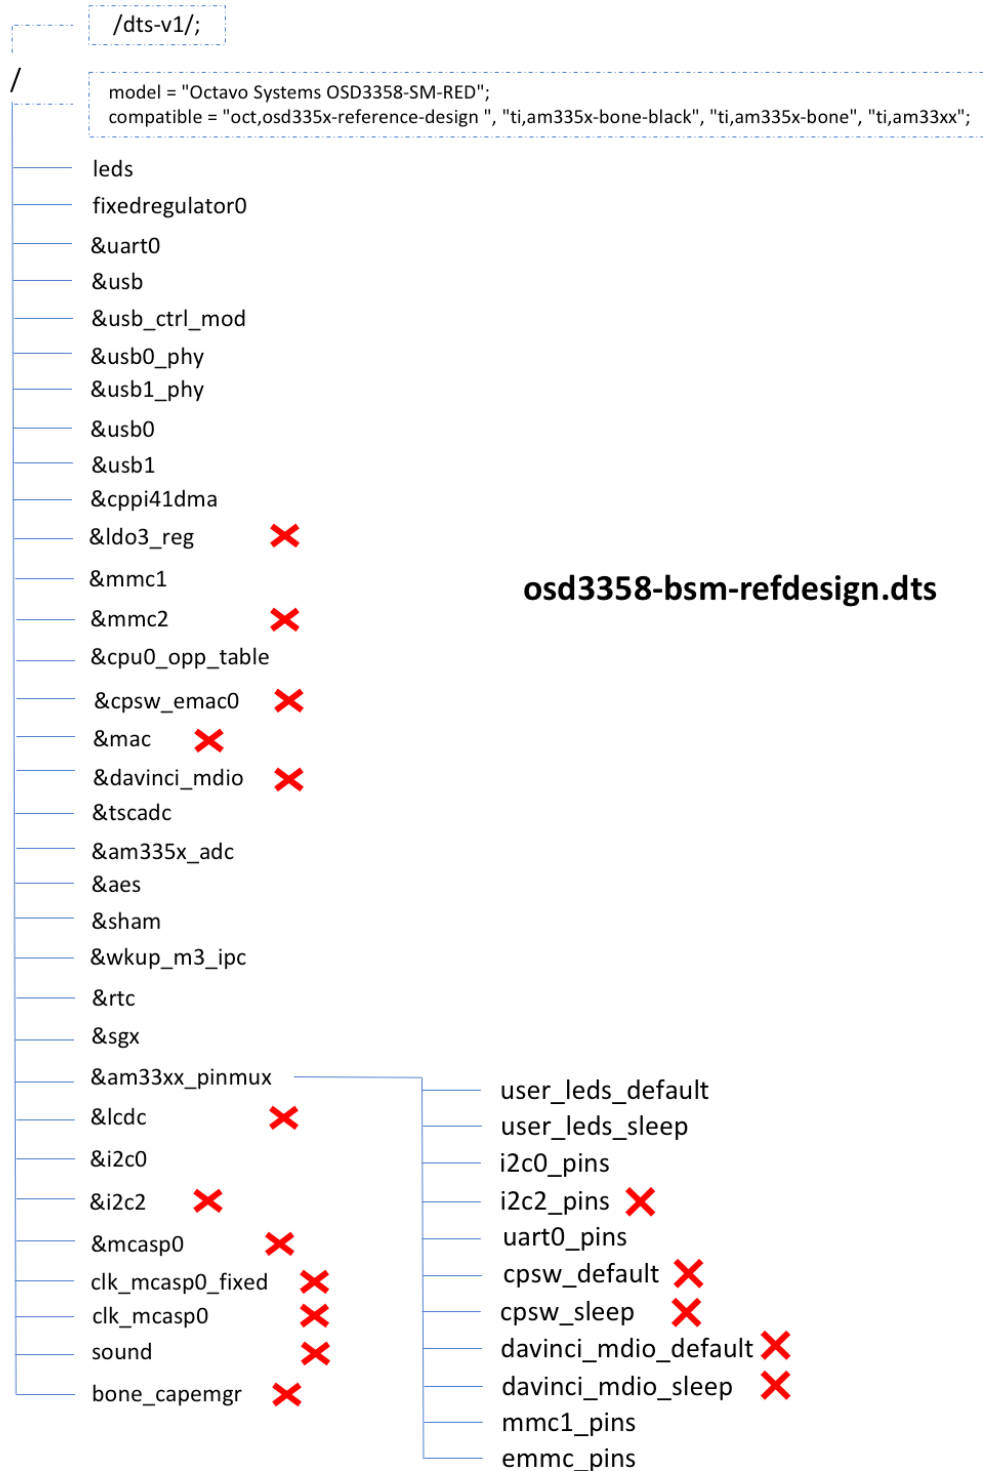 /dts-v1/;
/
model = "Octavo Systems OSD3358-SM-RED";
compatible = "oct,osd335x-reference-design ", "ti,am335x-bone-black", "ti,am335x-bone", "ti,am33xx";
leds
fixedregulator0
&uart0
&usb
&usb_ctrl_mod
&usb0_phy
&usb1_phy
&usb0
&usb1
&cppi41dma
&ldo3_reg
&mmc1
osd3358-bsm-refdesign.dts
&mmc2
&cpu0_opp_table
&cpsw_emac0
&mac
&davinci_mdio
&tscadc
&am335x_adc
&aes
&sham
&wkup_m3_ipc
&rtc
&sgx
&am33xx_pinmux
&lcdc
&i2c0
&i2c2
&mcasp0
clk_mcasp0_fixed
clk_mcasp0
sound
bone_capemgr
user_leds_default
user_leds_sleep
i2c0_pins
i2c2_pins
uart0_pins
cpsw_default
cpsw_sleep
davinci_mdio_default
davinci_mdio_sleep
mmc1_pins
emmc_pins